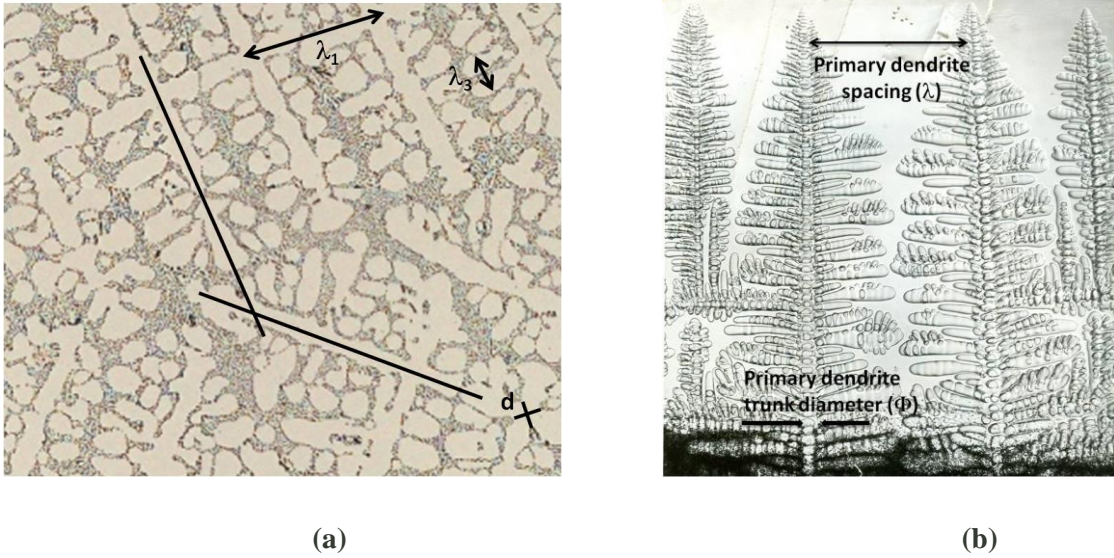 λ1
λ3
d
Primary dendrite
spacing (λ)
Primary dendrite
trunk diameter (Φ)
(a)
(b)